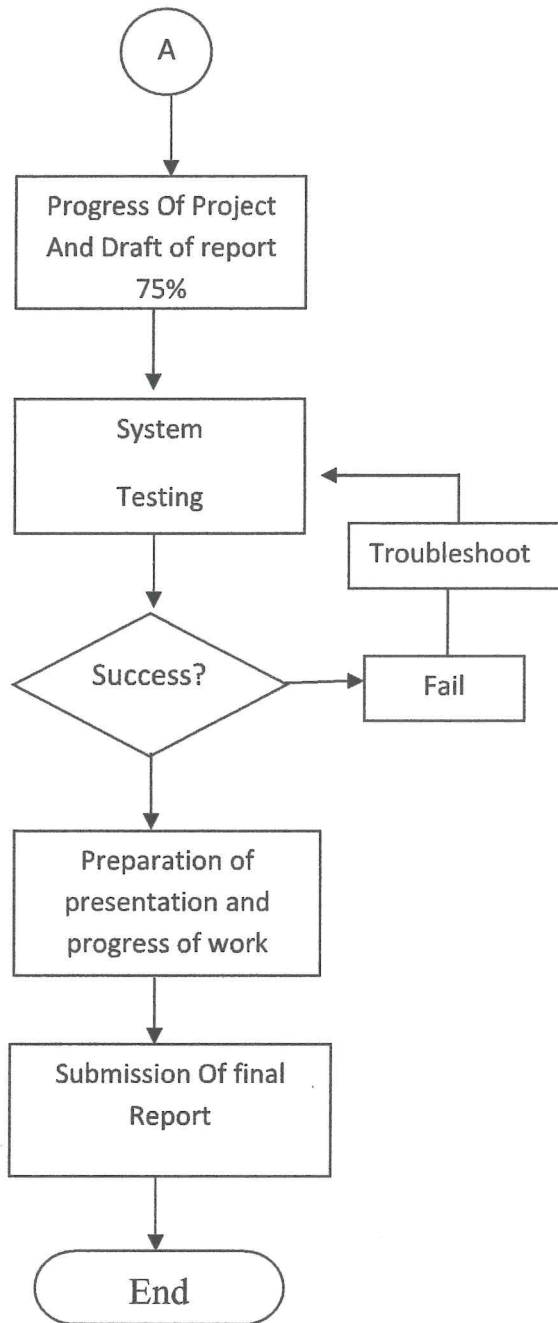 A
Progress Of Project
And Draft of report
75%
System
Testing
Troubleshoot
Success?
Fail
Preparation of
presentation and
progress of work
Submission Of final
Report
End